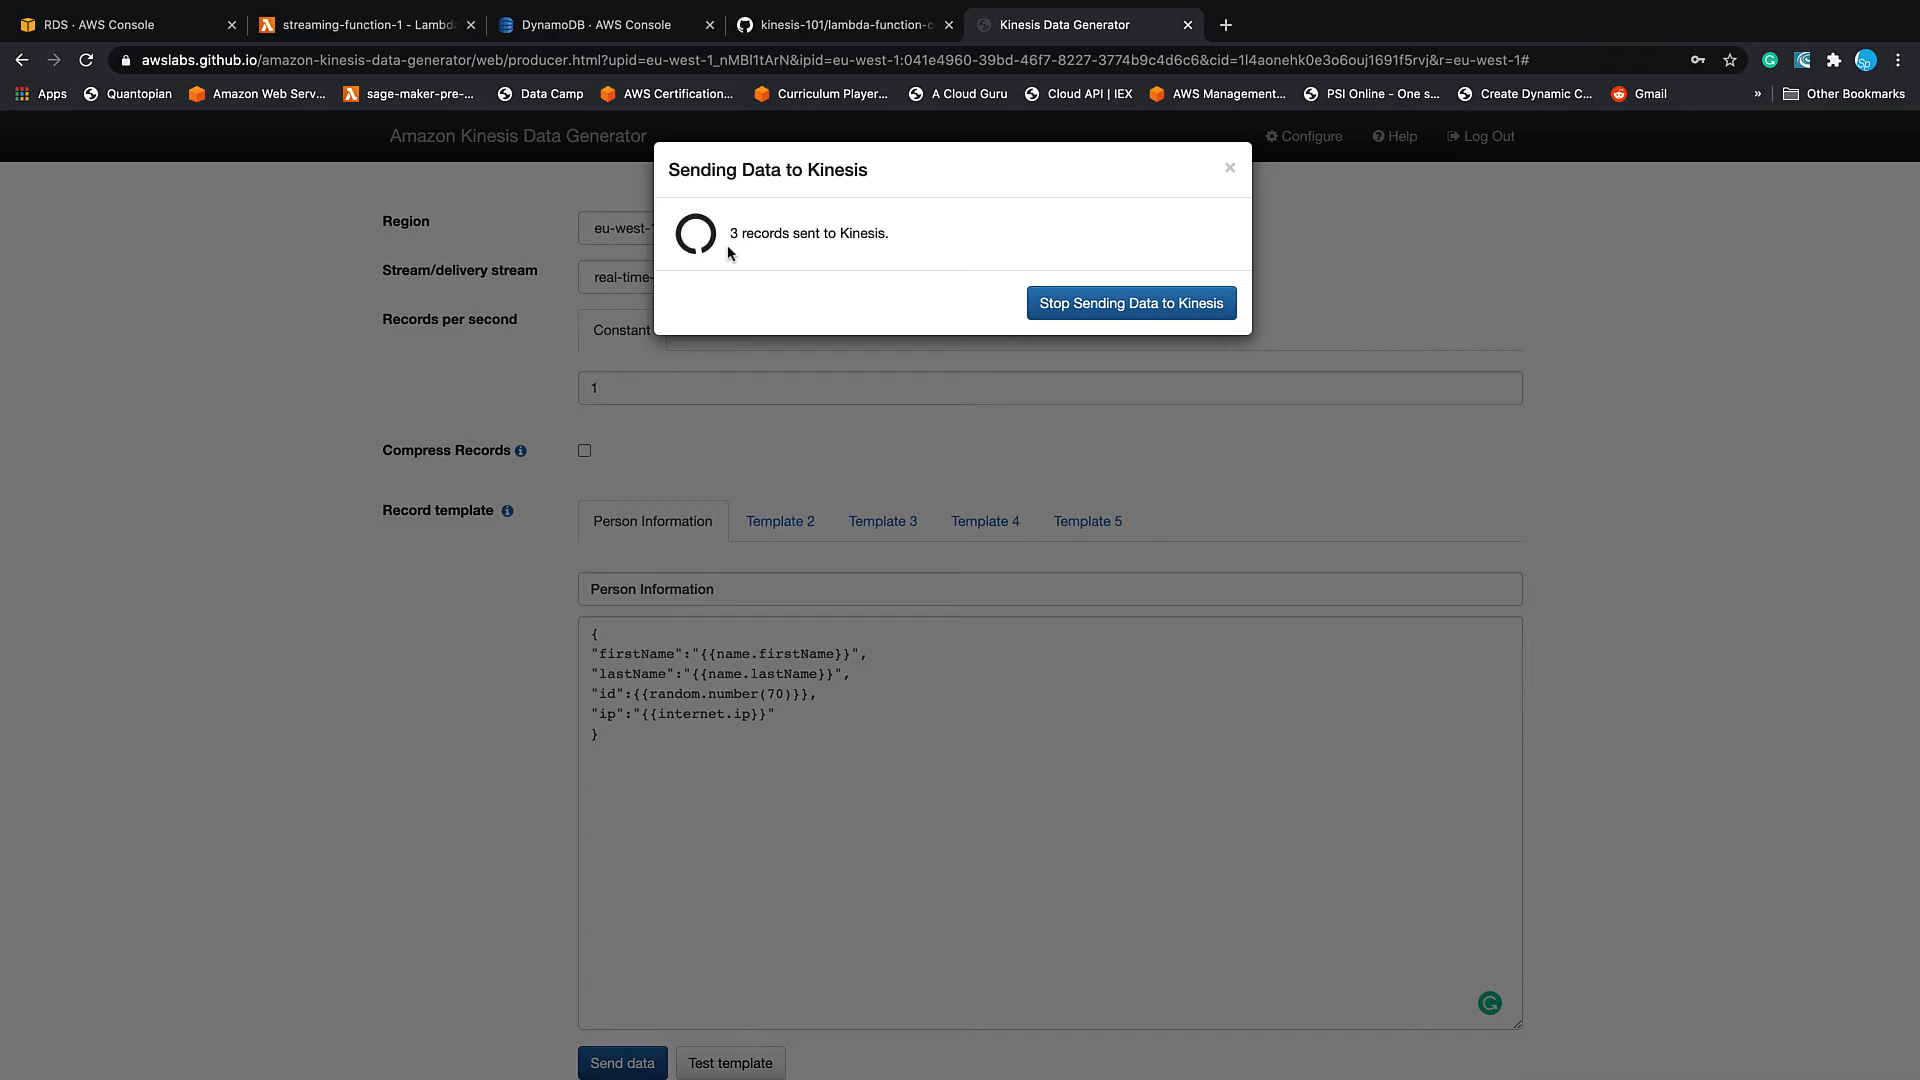 RDS · AWS Console
streaming-function-1 - Lambda
DynamoDB · AWS Console
kinesis-101/lambda-function-c
Kinesis Data Generator
awslabs.github.io/amazon-kinesis-data-generator/web/producer.html?upid=eu-west-1_nMBl1tArN&ipid=eu-west-1:041e4960-39bd-46f7-8227-3774b9c4d6c6&cid=1l4aonehk0e3o6ouj1691f5rvj&r=eu-west-1#
Apps
Quantopian
Amazon Web Serv...
sage-maker-pre-...
Data Camp
AWS Certification...
Curriculum Player...
A Cloud Guru
Cloud API | IEX
AWS Management...
PSI Online - One s...
Create Dynamic C...
Gmail
»
Other Bookmarks
Amazon Kinesis Data Generator
Configure
Help
Log Out
Sending Data to Kinesis
×
3 records sent to Kinesis.
Stop Sending Data to Kinesis
Region
eu-west-1
Stream/delivery stream
real-time-
Records per second
Constant
1
Compress Records
Record template
Person Information
Template 2
Template 3
Template 4
Template 5
Person Information
{
"firstName":"{{name.firstName}}",
"lastName":"{{name.lastName}}",
"id":{{random.number(70)}},
"ip":"{{internet.ip}}"
}
Send data
Test template